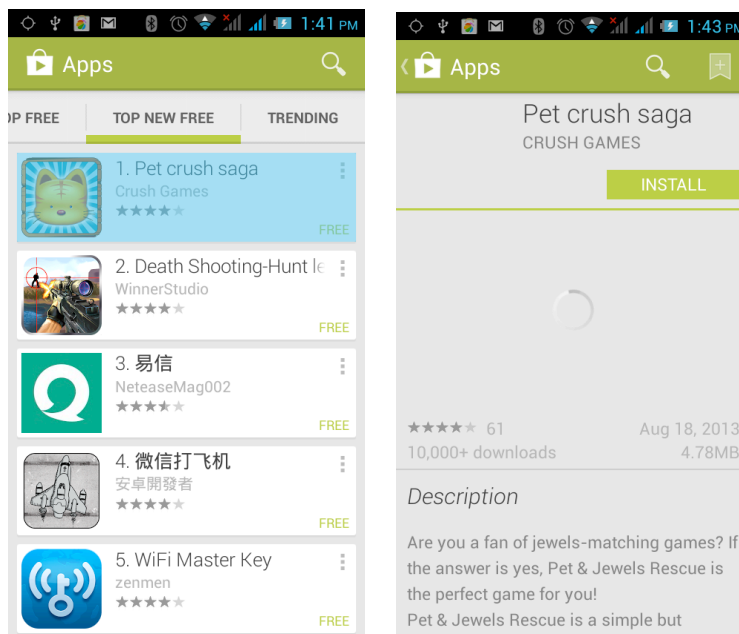 1:41 PM
Apps
OP FREE
TOP NEW FREE
TRENDING
1. Pet crush saga
Crush Games
FREE
2. Death Shooting-Hunt le
WinnerStudio
FREE
3. 易信
NeteaseMag002
FREE
4. 微信打飞机
安卓開發者
FREE
5. WiFi Master Key
zenmen
FREE
1:43 PM
Apps
Pet crush saga
CRUSH GAMES
INSTALL
61
Aug 18, 2013
10,000+ downloads
4.78MB
Description
Are you a fan of jewels-matching games? If
the answer is yes, Pet & Jewels Rescue is
the perfect game for you!
Pet & Jewels Rescue is a simple but